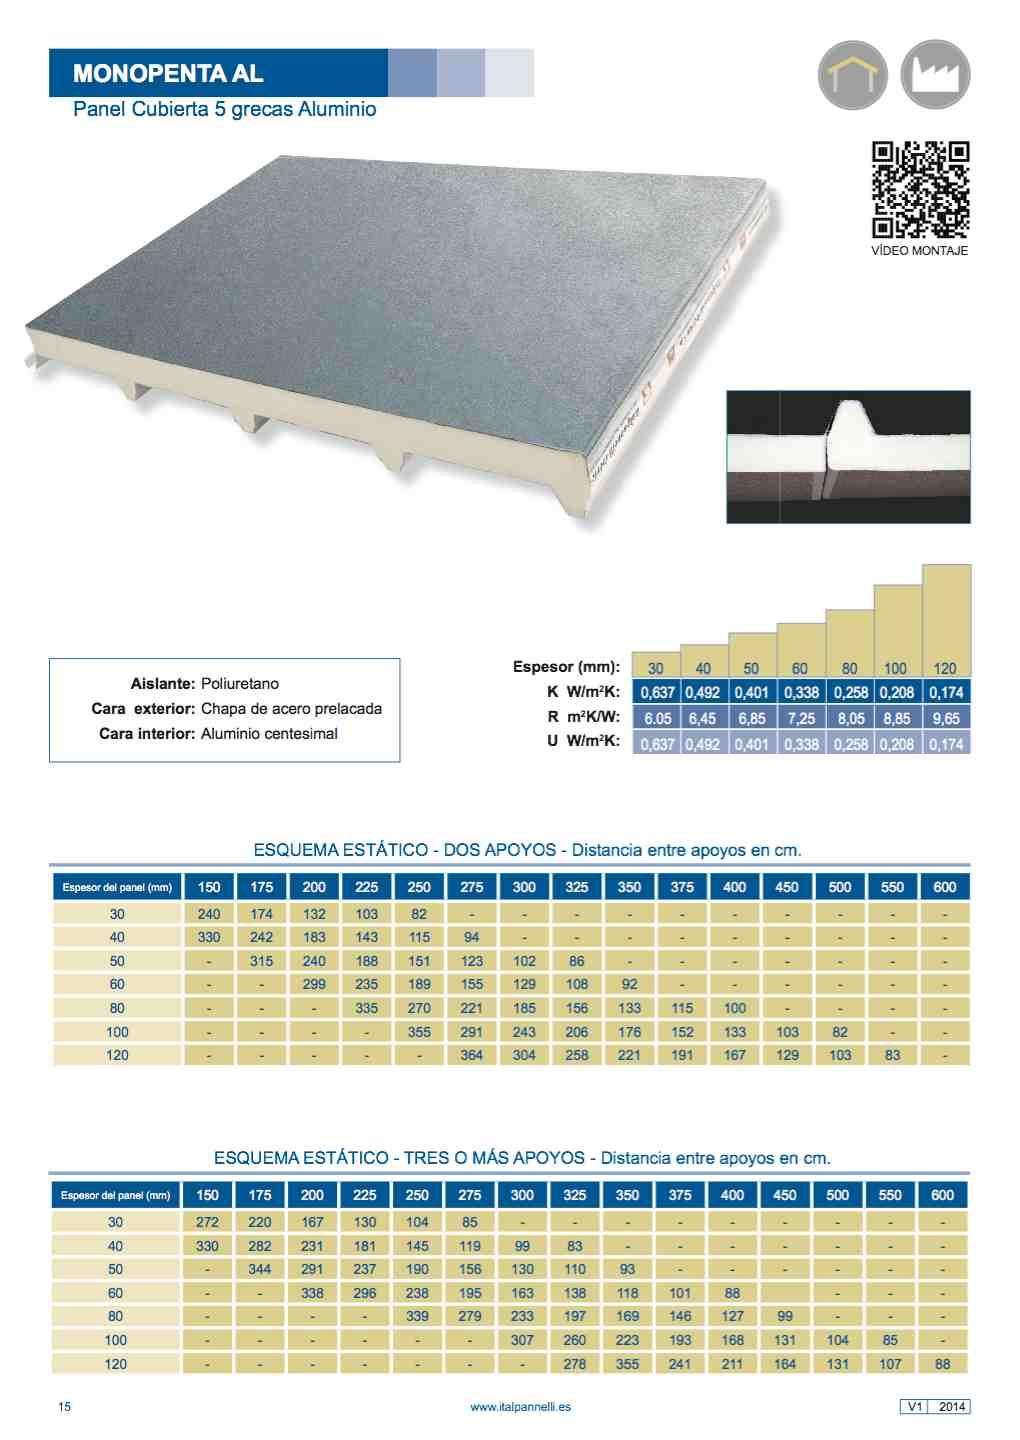 MONOPENTA AL
Panel Cubierta 5 grecas Aluminio
VÍDEO MONTAJE
Aislante: Poliuretano
Cara exterior: Chapa de acero prelacada
Cara interior: Aluminio centesimal
Espesor (mm): 30 40 50 60 80 100 120
K W/m²K: 0,637 0,492 0,401 0,338 0,258 0,208 0,174
R m²K/W: 6.05 6,45 6,85 7,25 8,05 8,85 9,65
U W/m²K: 0,637 0,492 0,401 0,338 0,258 0,208 0,174
ESQUEMA ESTÁTICO - DOS APOYOS - Distancia entre apoyos en cm.
Espesor del panel (mm) 150 175 200 225 250 275 300 325 350 375 400 450 500 550 600
30 240 174 132 103 82 - - - - - - - - - -
40 330 242 183 143 115 94 - - - - - - - - -
50 - 315 240 188 151 123 102 86 - - - - - - -
60 - - 299 235 189 155 129 108 92 - - - - - -
80 - - - 335 270 221 185 156 133 115 100 - - - -
100 - - - - 355 291 243 206 176 152 133 103 82 - -
120 - - - - - 364 304 258 221 191 167 129 103 83 -
ESQUEMA ESTÁTICO - TRES O MÁS APOYOS - Distancia entre apoyos en cm.
Espesor del panel (mm) 150 175 200 225 250 275 300 325 350 375 400 450 500 550 600
30 272 220 167 130 104 85 - - - - - - - - -
40 330 282 231 181 145 119 99 83 - - - - - - -
50 - 344 291 237 190 156 130 110 93 - - - - - -
60 - - 338 296 238 195 163 138 118 101 88 - - -
80 - - - - 339 279 233 197 169 146 127 99 - - -
100 - - - - - - 307 260 223 193 168 131 104 85 -
120 - - - - - - - 278 355 241 211 164 131 107 88
15
www.italpannelli.es
V1 2014